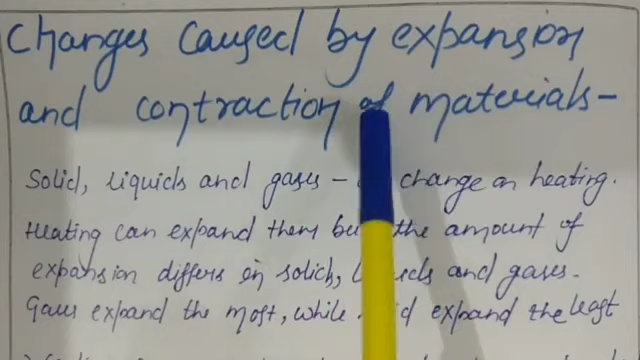 Changes Caused by expansion
and contraction of materials-
Solid, liquids and gases - change on heating.
Heating can expand them the amount of
expansion differs in solids, and gases.
Gases expand the most, while expand the least